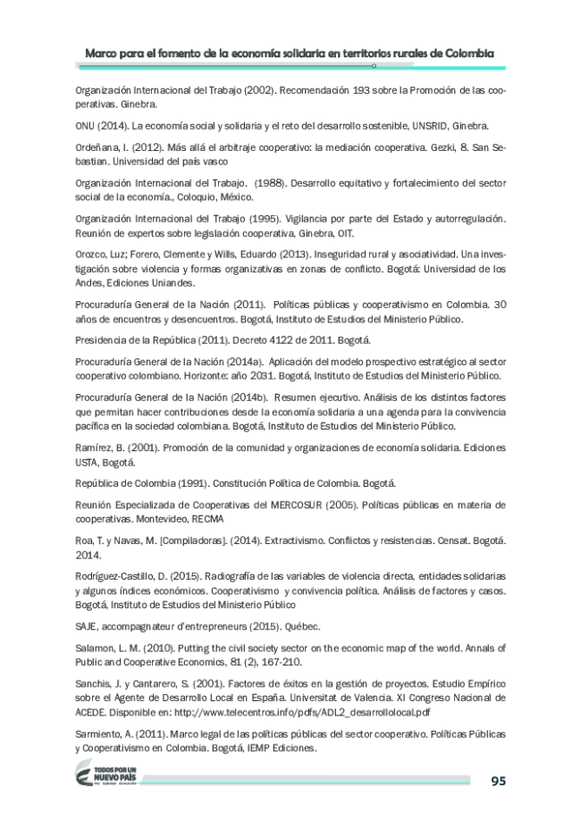 Marco para el fomento de la economía solidaria en territorios rurales de Colombia
Organización Internacional del Trabajo (2002). Recomendación 193 sobre la Promoción de las coo-
perativas. Ginebra.
ONU (2014). La economía social y solidaria y el reto del desarrollo sostenible, UNSRID, Ginebra.
Ordeñana, I. (2012). Más allá el arbitraje cooperativo: la mediación cooperativa. Gezki, 8. San Se-
bastian. Universidad del país vasco
Organización Internacional del Trabajo. (1988). Desarrollo equitativo y fortalecimiento del sector
social de la economía., Coloquio, México.
Organización Internacional del Trabajo (1995). Vigilancia por parte del Estado y autorregulación.
Reunión de expertos sobre legislación cooperativa, Ginebra, OIT.
Orozco, Luz; Forero, Clemente y Wills, Eduardo (2013). Inseguridad rural y asociatividad. Una inves-
tigación sobre violencia y formas organizativas en zonas de conflicto. Bogotá: Universidad de los
Andes, Ediciones Uniandes.
Procuraduría General de la Nación (2011). Políticas públicas y cooperativismo en Colombia. 30
años de encuentros y desencuentros. Bogotá, Instituto de Estudios del Ministerio Público.
Presidencia de la República (2011). Decreto 4122 de 2011. Bogotá.
Procuraduría General de la Nación (2014a). Aplicación del modelo prospectivo estratégico al sector
cooperativo colombiano. Horizonte: año 2031. Bogotá, Instituto de Estudios del Ministerio Público.
Procuraduría General de la Nación (2014b). Resumen ejecutivo. Análisis de los distintos factores
que permitan hacer contribuciones desde la economía solidaria a una agenda para la convivencia
pacífica en la sociedad colombiana. Bogotá, Instituto de Estudios del Ministerio Público.
Ramírez, B. (2001). Promoción de la comunidad y organizaciones de economía solidaria. Ediciones
USTA, Bogotá.
República de Colombia (1991). Constitución Política de Colombia. Bogotá.
Reunión Especializada de Cooperativas del MERCOSUR (2005). Políticas públicas en materia de
cooperativas. Montevideo, RECMA
Roa, T. y Navas, M. [Compiladoras]. (2014). Extractivismo. Conflictos y resistencias. Censat. Bogotá.
2014.
Rodríguez-Castillo, D. (2015). Radiografía de las variables de violencia directa, entidades solidarias
y algunos índices económicos. Cooperativismo y convivencia política. Análisis de factores y casos.
Bogotá, Instituto de Estudios del Ministerio Público
SAJE, accompagnateur d'entrepreneurs (2015). Québec.
Salamon, L. M. (2010). Putting the civil society sector on the economic map of the world. Annals of
Public and Cooperative Economics, 81 (2), 167-210.
Sanchis, J. y Cantarero, S. (2001). Factores de éxitos en la gestión de proyectos. Estudio Empírico
sobre el Agente de Desarrollo Local en España. Universitat de Valencia. XI Congreso Nacional de
ACEDE. Disponible en: http://www.telecentros.info/pdfs/ADL2_desarrollolocal.pdf
Sarmiento, A. (2011). Marco legal de las políticas públicas del sector cooperativo. Políticas Públicas
y Cooperativismo en Colombia. Bogotá, IEMP Ediciones.
TODOS POR UN
NUEVO PAÍS
95